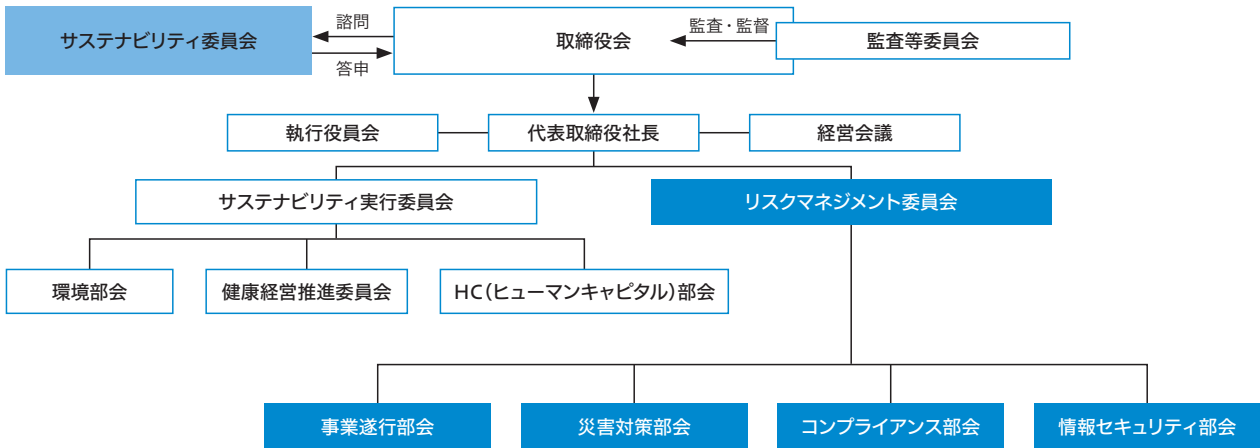 サステナビリティ委員会
諮問
答申
取締役会
監査・監督
監査等委員会
執行役員会
代表取締役社長
経営会議
サステナビリティ実行委員会
リスクマネジメント委員会
環境部会
健康経営推進委員会
HC(ヒューマンキャピタル)部会
事業遂行部会
災害対策部会
コンプライアンス部会
情報セキュリティ部会